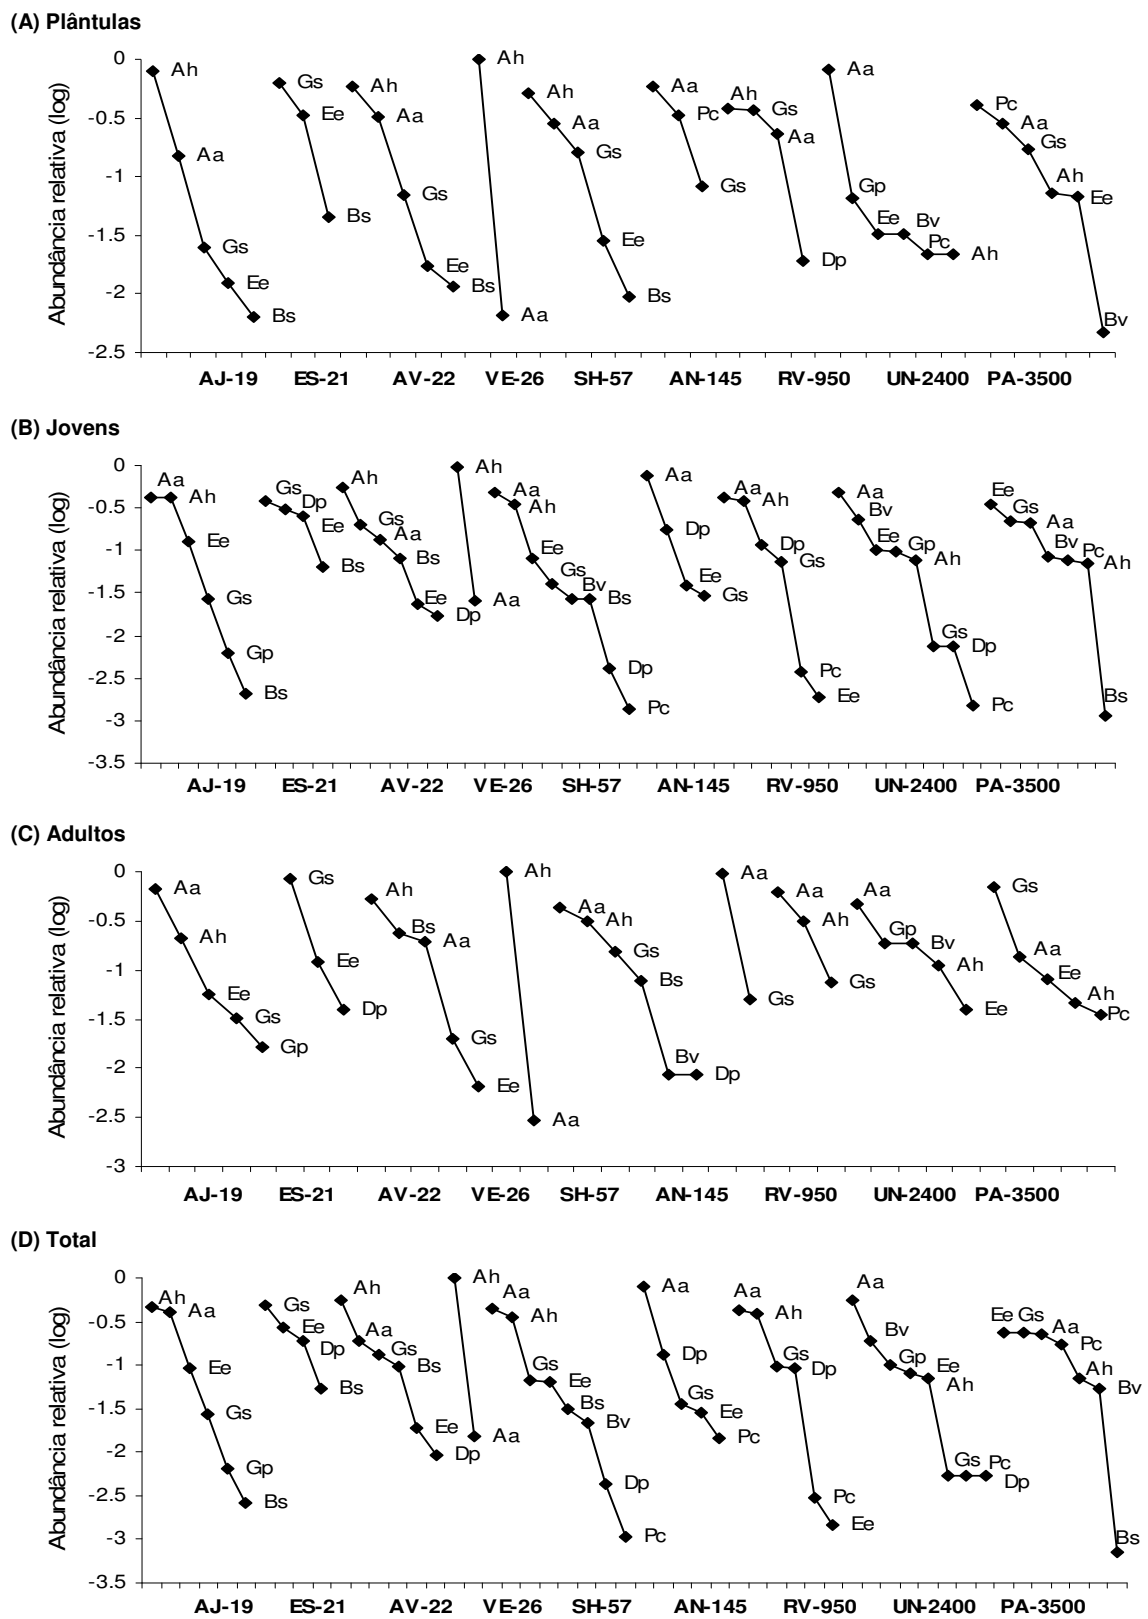 (A) Plântulas
Abundância relativa (log)
0
-0.5
-1
-1.5
-2
-2.5
Ah
Aa
Gs
Ee
Bs
Gs
Ee
Bs
Ah
Aa
Gs
Ee
Bs
Ah
Aa
Ah
Aa
Gs
Ee
Bs
Aa
Pc
Gs
Ah
Gs
Aa
Dp
Aa
Gp
Ee
Bv
Pc
Ah
Pc
Aa
Gs
Ah
Ee
Bv
AJ-19 ES-21 AV-22 VE-26 SH-57 AN-145 RV-950 UN-2400 PA-3500
(B) Jovens
Abundância relativa (log)
0
-0.5
-1
-1.5
-2
-2.5
-3
-3.5
Aa
Ah
Ee
Gs
Gp
Bs
Gs
Dp
Ee
Bs
Ah
Gs
Aa
Bs
Ee
Dp
Ah
Aa
Aa
Ah
Ee
Gs
Bv
Bs
Dp
Pc
Aa
Dp
Ee
Gs
Aa
Ah
Dp
Gs
Pc
Ee
Aa
Bv
Ee
Gp
Ah
Gs
Dp
Pc
Ee
Gs
Aa
Bv
Pc
Ah
Bs
AJ-19 ES-21 AV-22 VE-26 SH-57 AN-145 RV-950 UN-2400 PA-3500
(C) Adultos
Abundância relativa (log)
0
-0.5
-1
-1.5
-2
-2.5
-3
Aa
Ah
Ee
Gs
Gp
Gs
Ee
Dp
Ah
Bs
Aa
Gs
Ee
Ah
Aa
Aa
Ah
Gs
Bs
Bv
Dp
Aa
Gs
Aa
Ah
Gs
Aa
Gp
Bv
Ah
Ee
Gs
Aa
Ee
Ah
Pc
AJ-19 ES-21 AV-22 VE-26 SH-57 AN-145 RV-950 UN-2400 PA-3500
(D) Total
Abundância relativa (log)
0
-0.5
-1
-1.5
-2
-2.5
-3
-3.5
Ah
Aa
Ee
Gs
Gp
Bs
Gs
Ee
Dp
Bs
Ah
Aa
Gs
Bs
Ee
Dp
Ah
Aa
Aa
Ah
Gs
Ee
Bs
Bv
Dp
Pc
Aa
Dp
Gs
Ee
Pc
Aa
Ah
Gs
Dp
Pc
Ee
Aa
Bv
Gp
Ee
Ah
Gs
Pc
Dp
Ee
Gs
Aa
Pc
Ah
Bv
Bs
AJ-19 ES-21 AV-22 VE-26 SH-57 AN-145 RV-950 UN-2400 PA-3500